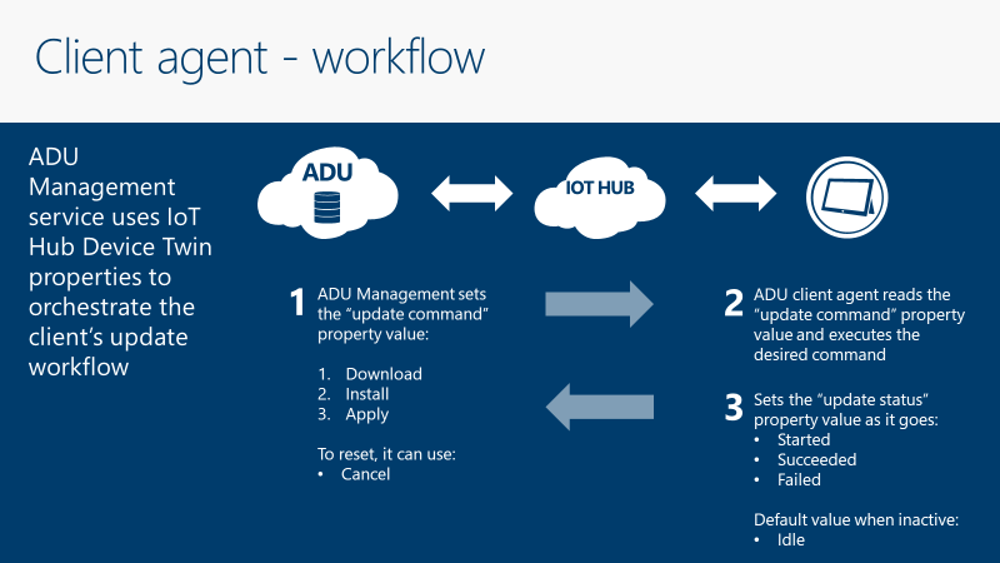 Client agent - workflow
ADU
Management
service uses IoT
Hub Device Twin
properties to
orchestrate the
client’s update
workflow
ADU
IOT HUB
1 ADU Management sets
the “update command”
property value:
1. Download
2. Install
3. Apply
To reset, it can use:
• Cancel
2 ADU client agent reads the
“update command” property
value and executes the
desired command
3 Sets the “update status”
property value as it goes:
• Started
• Succeeded
• Failed
Default value when inactive:
• Idle